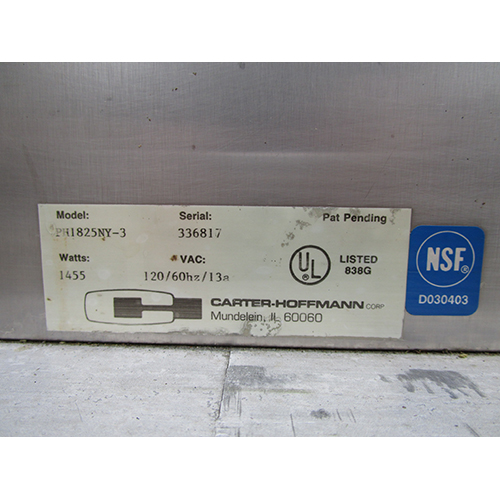 Model: Serial: Pat Pending
PH1825NY-3 336817
Watts: VAC:
1455 120/60hz/13a
UL LISTED
838G
CARTER-HOFFMANN CORP
Mundelein, IL 60060
NSF®
D030403